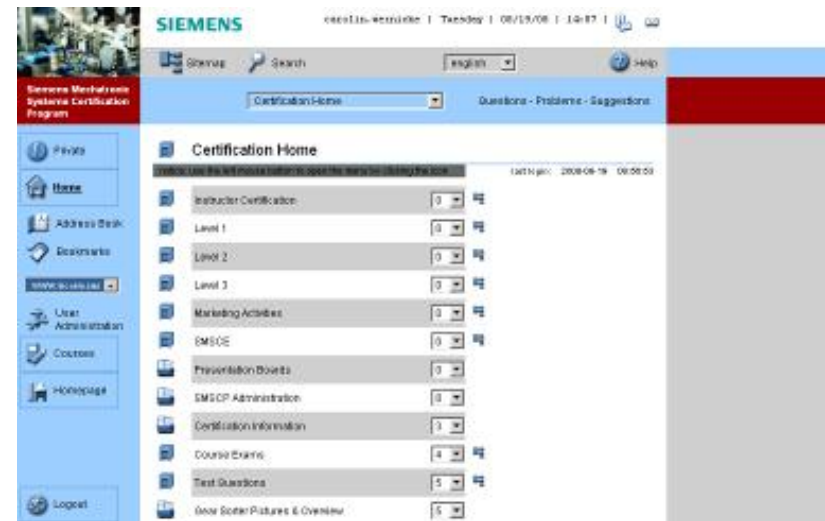 SIEMENS
carolin.wernicke | Tuesday | 08/19/08 | 14:07 |
Sitemap
Search
english
Help
Siemens Mechatronic
Systems Certification
Program
Certification Home
Questions - Problems - Suggestions
Private
Certification Home
last login: 2008-08-19
Home
Instructor Certification 0
Address Book
Level 1 0
Bookmarks
Level 2 0
Level 3 0
User
Administration
Marketing Activities 0
SMSCE 0
Courses
Presentation Boards 0
Homepage
SMSCP Administration 0
Certification Information 3
Course Exams 4
Test Questions 5
Logout
Gear Sorter Pictures & Overview 5